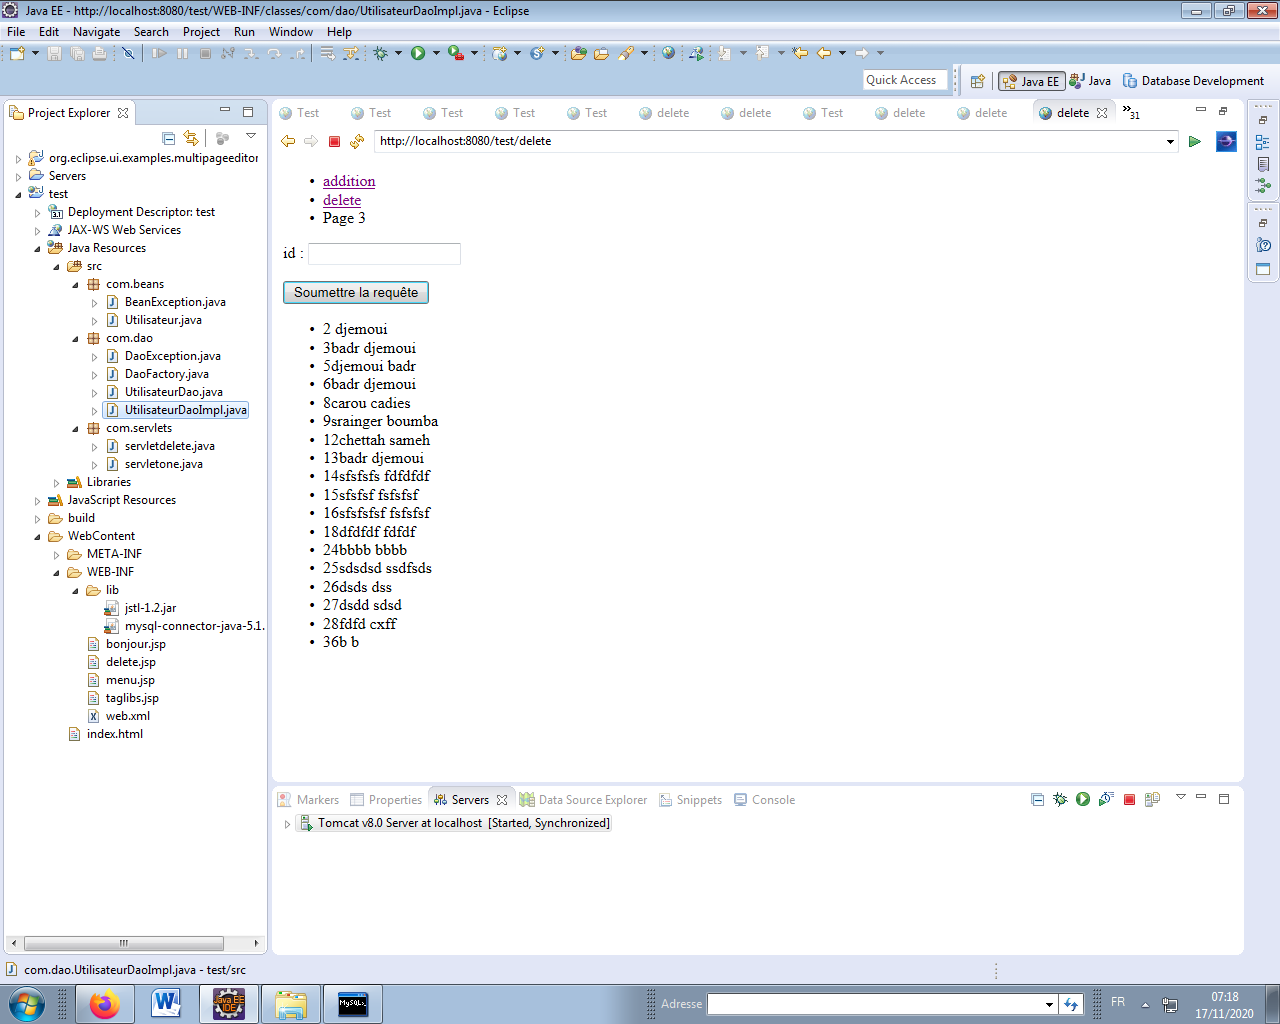 Java EE - http://localhost:8080/test/WEB-INF/classes/com/dao/UtilisateurDaoImpl.java - Eclipse
File Edit Navigate Search Project Run Window Help
Quick Access
Java EE
Java
Database Development
Project Explorer
org.eclipse.ui.examples.multipageeditor
Servers
test
Deployment Descriptor: test
JAX-WS Web Services
Java Resources
src
com.beans
BeanException.java
Utilisateur.java
com.dao
DaoException.java
DaoFactory.java
UtilisateurDao.java
UtilisateurDaoImpl.java
com.servlets
servletdelete.java
servletone.java
Libraries
JavaScript Resources
build
WebContent
META-INF
WEB-INF
lib
jstl-1.2.jar
mysql-connector-java-5.1.
bonjour.jsp
delete.jsp
menu.jsp
taglibs.jsp
web.xml
index.html
Test Test Test Test Test delete delete Test delete delete delete »31
http://localhost:8080/test/delete
• addition
• delete
• Page 3
id :
Soumettre la requête
• 2 djemoui
• 3badr djemoui
• 5djemoui badr
• 6badr djemoui
• 8carou cadies
• 9srainger boumba
• 12chettah sameh
• 13badr djemoui
• 14sfsfsfs fdfdfdf
• 15sfsfsf fsfsfsf
• 16sfsfsfsf fsfsfsf
• 18dfdfdf fdfdf
• 24bbbb bbbb
• 25sdsdsd ssdfsds
• 26dsds dss
• 27dsdd sdsd
• 28fdfd cxff
• 36b b
Markers Properties Servers Data Source Explorer Snippets Console
Tomcat v8.0 Server at localhost [Started, Synchronized]
com.dao.UtilisateurDaoImpl.java - test/src
Java EE
IDE
Adresse
FR
07:18
17/11/2020